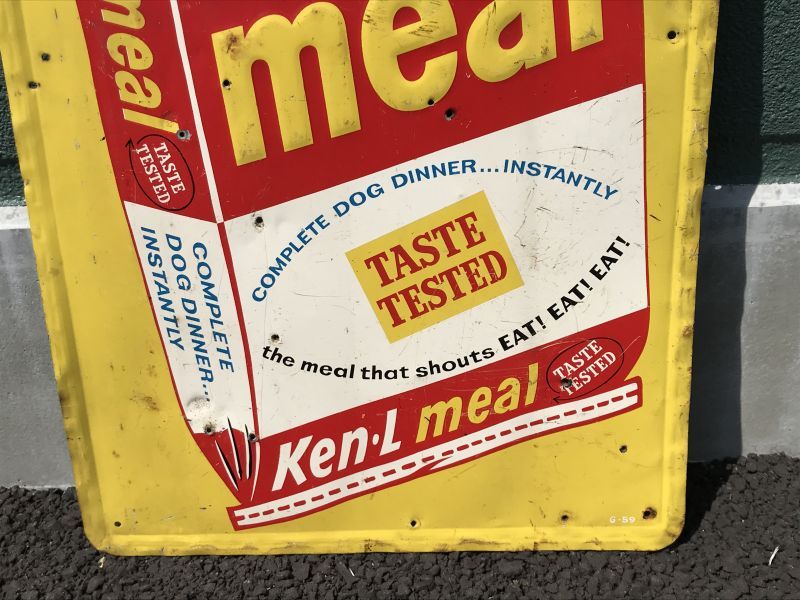 meal
meal
TASTE
TESTED
COMPLETE
DOG DINNER...
INSTANTLY
COMPLETE DOG DINNER...INSTANTLY
TASTE
TESTED
the meal that shouts EAT! EAT! EAT!
Ken·L meal
TASTE
TESTED
G-59